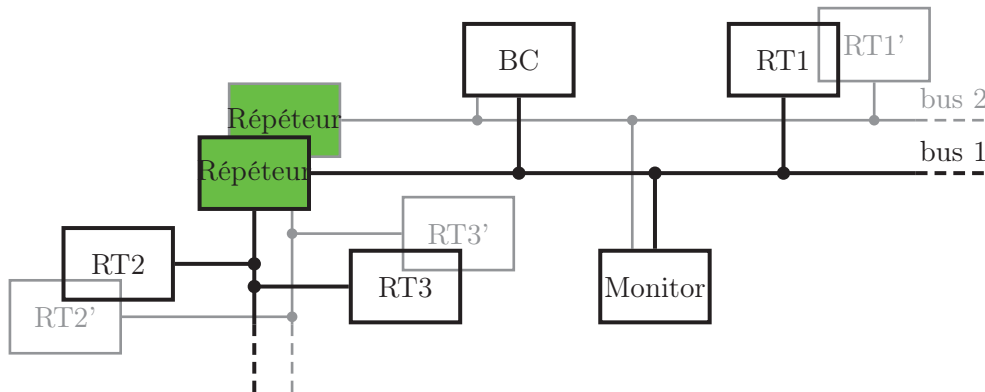 BC
RT1
RT1'
bus 2
Répéteur
bus 1
Répéteur
RT3'
RT2
RT3
Monitor
RT2'